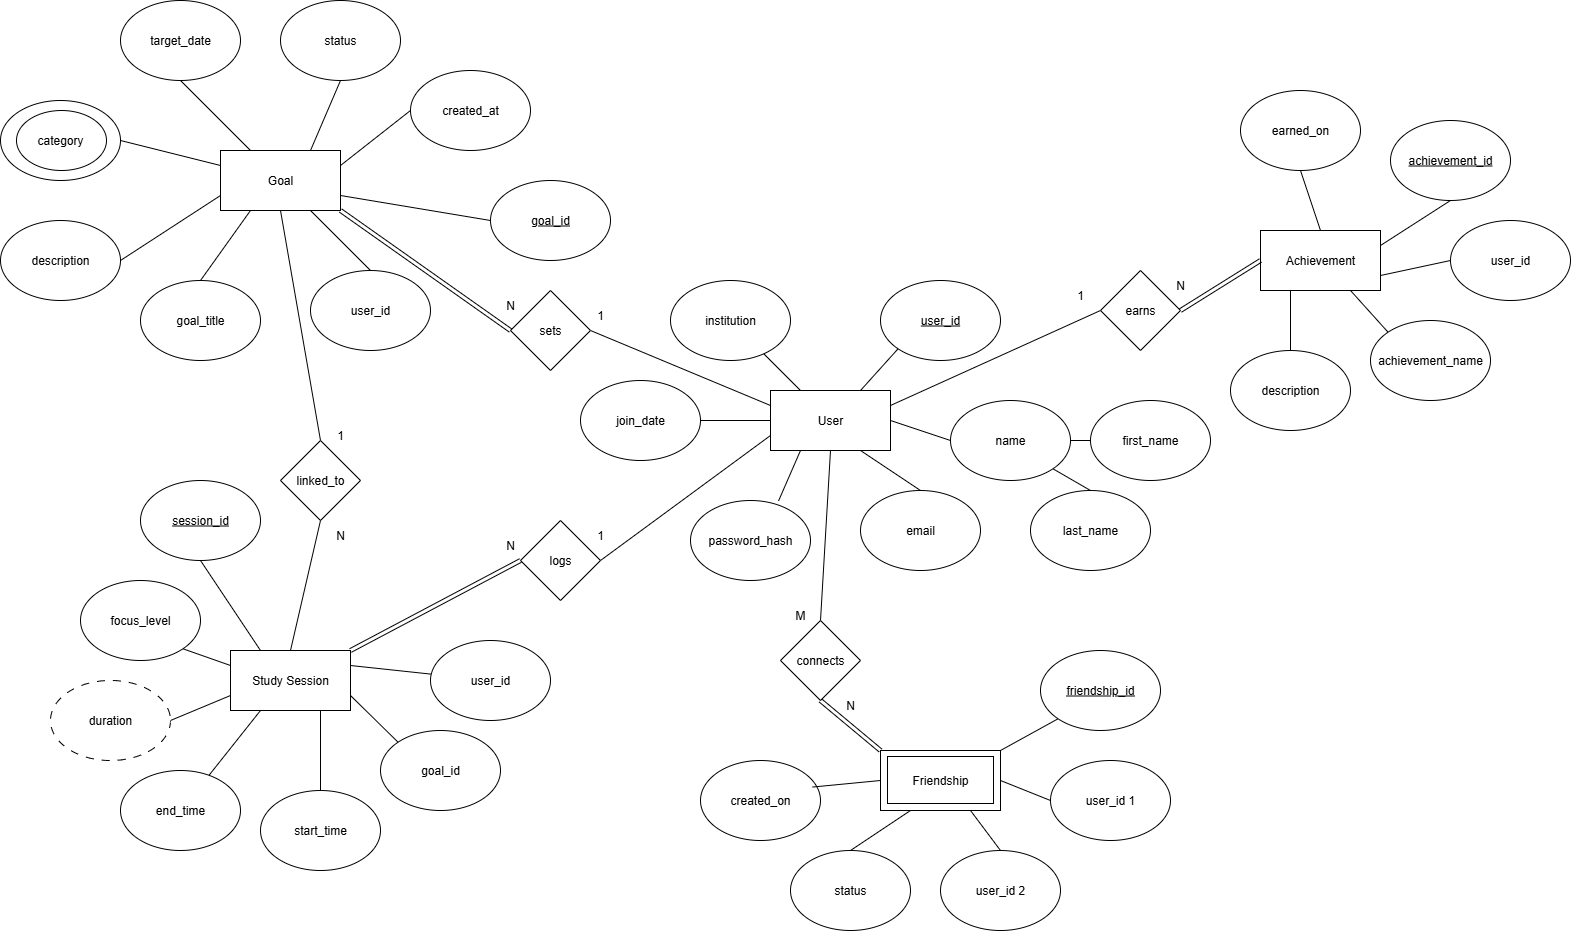 target_date
status
created_at
category
Goal
goal_id
description
goal_title
user_id
N
sets
1
earned_on
achievement_id
Achievement
user_id
achievement_name
description
1
N
earns
institution
user_id
join_date
User
name
first_name
last_name
password_hash
email
1
linked_to
N
session_id
N
logs
1
focus_level
Study Session
user_id
duration
goal_id
end_time
start_time
M
connects
N
friendship_id
Friendship
created_on
user_id 1
status
user_id 2